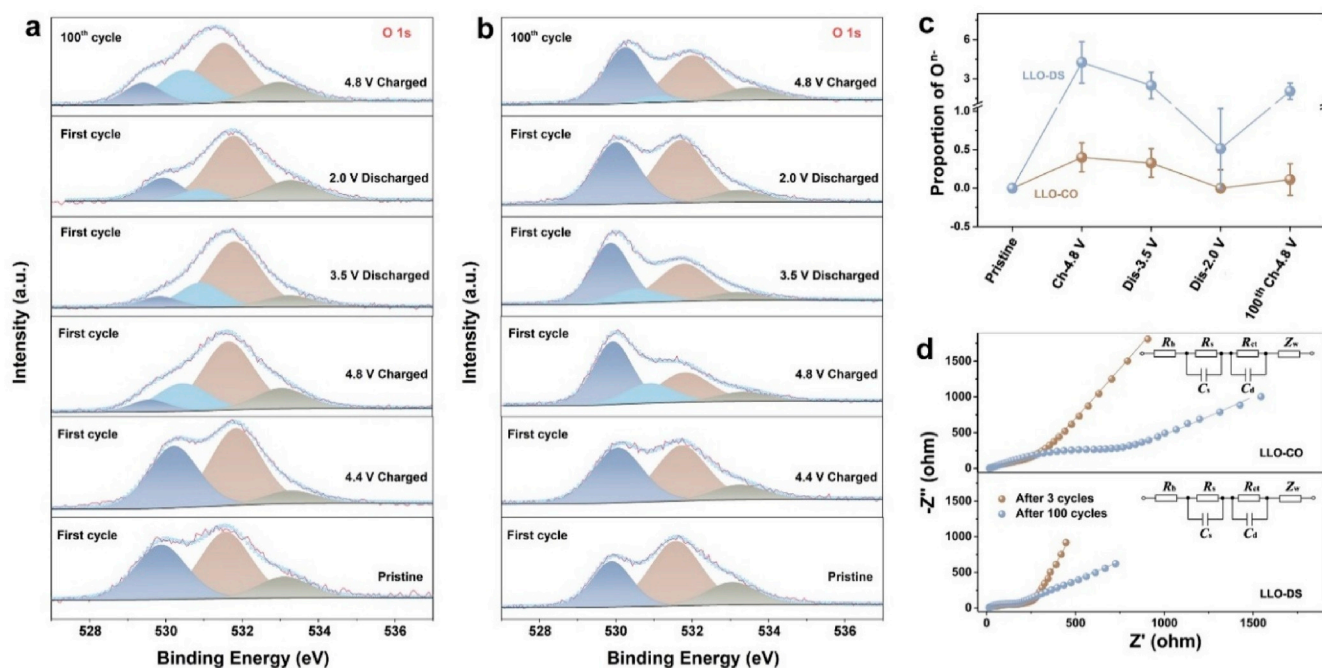 a
100th cycle
O 1s
4.8 V Charged
First cycle
2.0 V Discharged
First cycle
3.5 V Discharged
First cycle
4.8 V Charged
First cycle
4.4 V Charged
First cycle
Pristine
Intensity (a.u.)
528 530 532 534 536
Binding Energy (eV)
b
100th cycle
O 1s
4.8 V Charged
First cycle
2.0 V Discharged
First cycle
3.5 V Discharged
First cycle
4.8 V Charged
First cycle
4.4 V Charged
First cycle
Pristine
Intensity (a.u.)
528 530 532 534 536
Binding Energy (eV)
c
Proportion of Oⁿ⁻
6
3
1.0
0.5
0.0
-0.5
LLO-DS
LLO-CO
Pristine
Ch-4.8 V
Dis-3.5 V
Dis-2.0 V
100th Ch-4.8 V
d
-Z'' (ohm)
1500
1000
500
0
Rb Rs Rct Zw
Cs Cd
LLO-CO
1500
1000
500
0
Rb Rs Rct Zw
Cs Cd
After 3 cycles
After 100 cycles
LLO-DS
0 500 1000 1500
Z' (ohm)